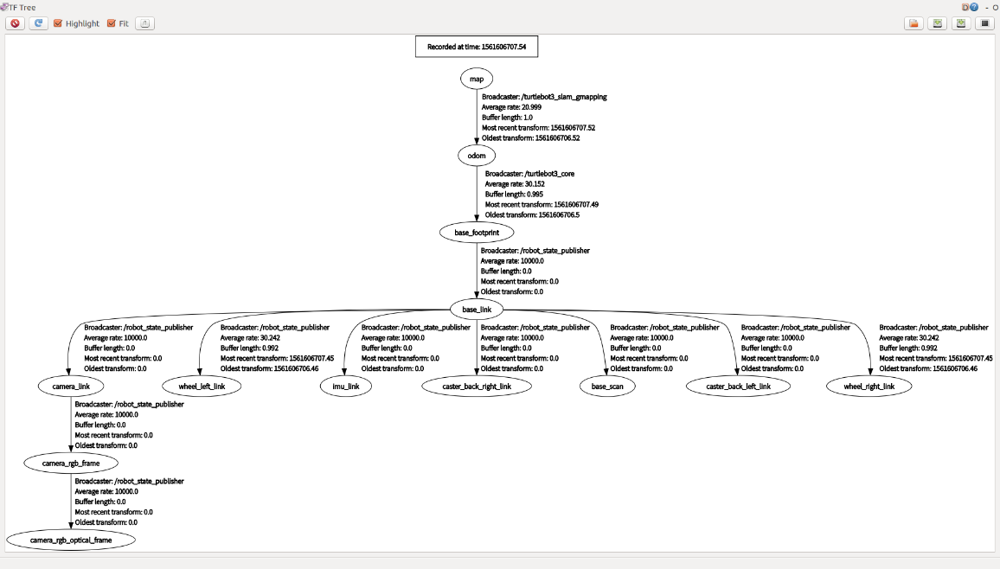 TF Tree
Highlight Fit
Recorded at time: 1561606707.54
map
Broadcaster: /turtlebot3_slam_gmapping
Average rate: 20.999
Buffer length: 1.0
Most recent transform: 1561606707.52
Oldest transform: 1561606706.52
odom
Broadcaster: /turtlebot3_core
Average rate: 30.152
Buffer length: 0.995
Most recent transform: 1561606707.49
Oldest transform: 1561606706.5
base_footprint
Broadcaster: /robot_state_publisher
Average rate: 10000.0
Buffer length: 0.0
Most recent transform: 0.0
Oldest transform: 0.0
base_link
Broadcaster: /robot_state_publisher
Average rate: 10000.0
Buffer length: 0.0
Most recent transform: 0.0
Oldest transform: 0.0
Broadcaster: /robot_state_publisher
Average rate: 30.242
Buffer length: 0.992
Most recent transform: 1561606707.45
Oldest transform: 1561606706.46
Broadcaster: /robot_state_publisher
Average rate: 10000.0
Buffer length: 0.0
Most recent transform: 0.0
Oldest transform: 0.0
Broadcaster: /robot_state_publisher
Average rate: 10000.0
Buffer length: 0.0
Most recent transform: 0.0
Oldest transform: 0.0
Broadcaster: /robot_state_publisher
Average rate: 10000.0
Buffer length: 0.0
Most recent transform: 0.0
Oldest transform: 0.0
Broadcaster: /robot_state_publisher
Average rate: 10000.0
Buffer length: 0.0
Most recent transform: 0.0
Oldest transform: 0.0
Broadcaster: /robot_state_publisher
Average rate: 30.242
Buffer length: 0.992
Most recent transform: 1561606707.45
Oldest transform: 1561606706.46
camera_link
wheel_left_link
imu_link
caster_back_right_link
base_scan
caster_back_left_link
wheel_right_link
Broadcaster: /robot_state_publisher
Average rate: 10000.0
Buffer length: 0.0
Most recent transform: 0.0
Oldest transform: 0.0
camera_rgb_frame
Broadcaster: /robot_state_publisher
Average rate: 10000.0
Buffer length: 0.0
Most recent transform: 0.0
Oldest transform: 0.0
camera_rgb_optical_frame